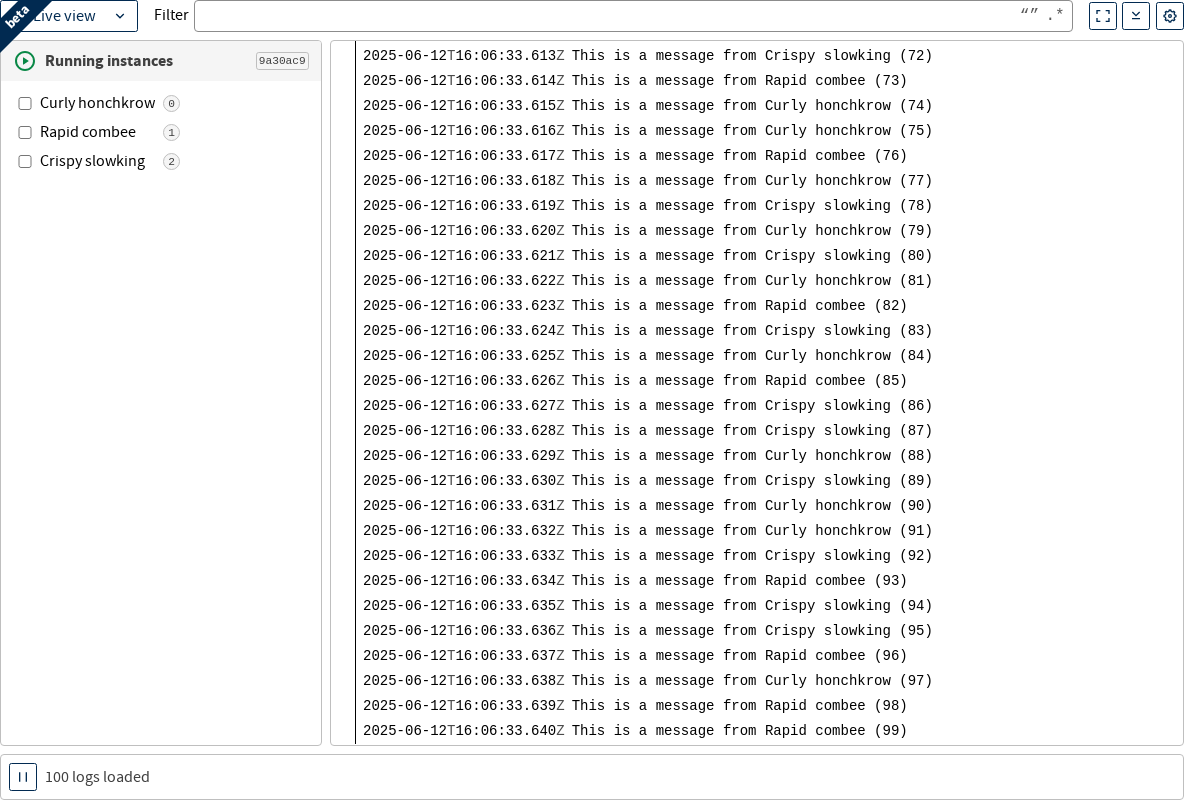 beta
Live view
Filter
“” .*
Running instances 9a30ac9
Curly honchkrow 0
Rapid combee 1
Crispy slowking 2
2025-06-12T16:06:33.613Z This is a message from Crispy slowking (72)
2025-06-12T16:06:33.614Z This is a message from Rapid combee (73)
2025-06-12T16:06:33.615Z This is a message from Curly honchkrow (74)
2025-06-12T16:06:33.616Z This is a message from Curly honchkrow (75)
2025-06-12T16:06:33.617Z This is a message from Rapid combee (76)
2025-06-12T16:06:33.618Z This is a message from Curly honchkrow (77)
2025-06-12T16:06:33.619Z This is a message from Crispy slowking (78)
2025-06-12T16:06:33.620Z This is a message from Curly honchkrow (79)
2025-06-12T16:06:33.621Z This is a message from Crispy slowking (80)
2025-06-12T16:06:33.622Z This is a message from Curly honchkrow (81)
2025-06-12T16:06:33.623Z This is a message from Rapid combee (82)
2025-06-12T16:06:33.624Z This is a message from Crispy slowking (83)
2025-06-12T16:06:33.625Z This is a message from Curly honchkrow (84)
2025-06-12T16:06:33.626Z This is a message from Rapid combee (85)
2025-06-12T16:06:33.627Z This is a message from Crispy slowking (86)
2025-06-12T16:06:33.628Z This is a message from Crispy slowking (87)
2025-06-12T16:06:33.629Z This is a message from Curly honchkrow (88)
2025-06-12T16:06:33.630Z This is a message from Crispy slowking (89)
2025-06-12T16:06:33.631Z This is a message from Curly honchkrow (90)
2025-06-12T16:06:33.632Z This is a message from Curly honchkrow (91)
2025-06-12T16:06:33.633Z This is a message from Crispy slowking (92)
2025-06-12T16:06:33.634Z This is a message from Rapid combee (93)
2025-06-12T16:06:33.635Z This is a message from Crispy slowking (94)
2025-06-12T16:06:33.636Z This is a message from Crispy slowking (95)
2025-06-12T16:06:33.637Z This is a message from Rapid combee (96)
2025-06-12T16:06:33.638Z This is a message from Curly honchkrow (97)
2025-06-12T16:06:33.639Z This is a message from Rapid combee (98)
2025-06-12T16:06:33.640Z This is a message from Rapid combee (99)
100 logs loaded